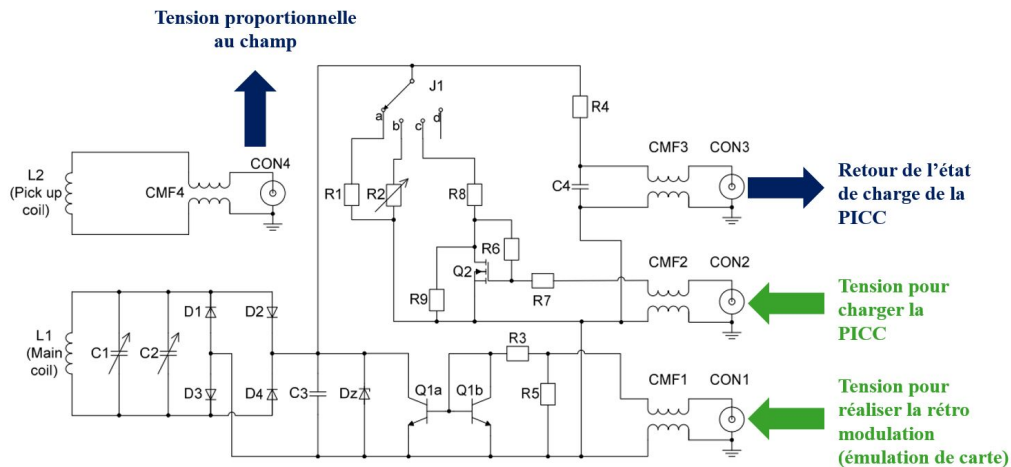 Tension proportionnelle
au champ
J1
a
b
c
d
R4
CMF3
CON3
L2
(Pick up
coil)
CMF4
CON4
R1
R2
R8
C4
Retour de l’état
de charge de la
PICC
R6
Q2
R7
R9
CMF2
CON2
Tension pour
charger la
PICC
L1
(Main
coil)
C1
C2
D1
D2
D3
D4
C3
Dz
Q1a
Q1b
R3
R5
CMF1
CON1
Tension pour
réaliser la rétro
modulation
(émulation de carte)